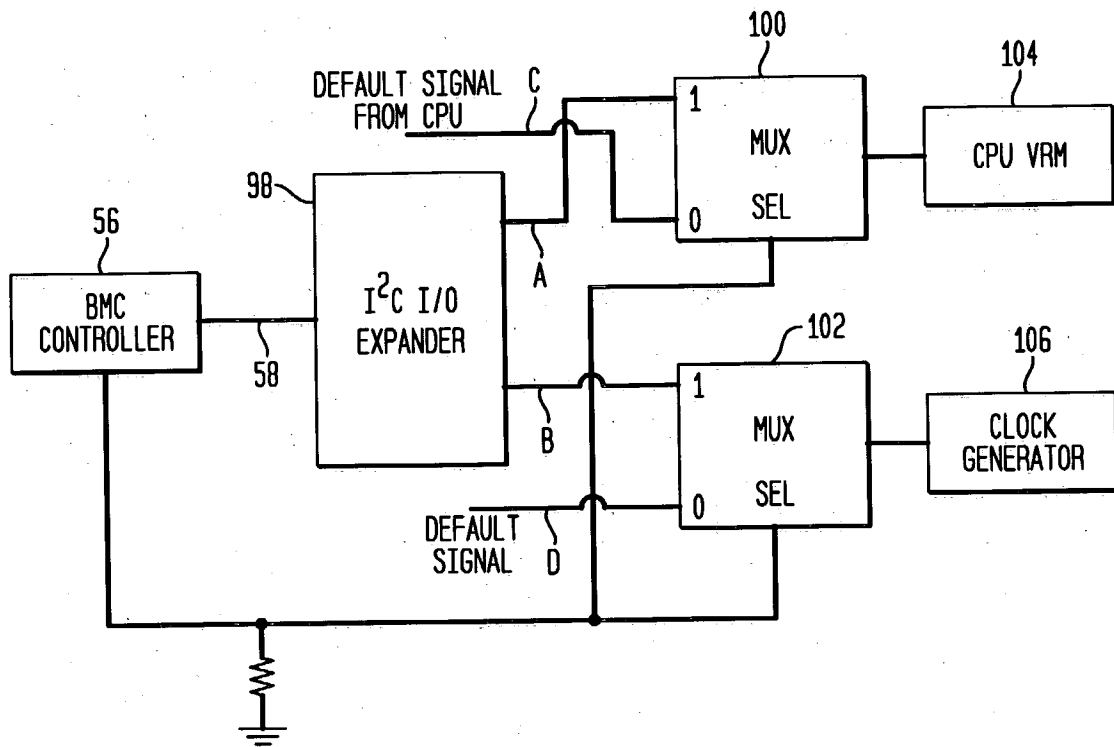 100
104
DEFAULT SIGNAL
FROM CPU
C
1
MUX
0
SEL
CPU VRM
98
A
56
BMC
CONTROLLER
58
I²C I/O
EXPANDER
102
106
1
B
MUX
0
SEL
CLOCK
GENERATOR
DEFAULT
SIGNAL
D